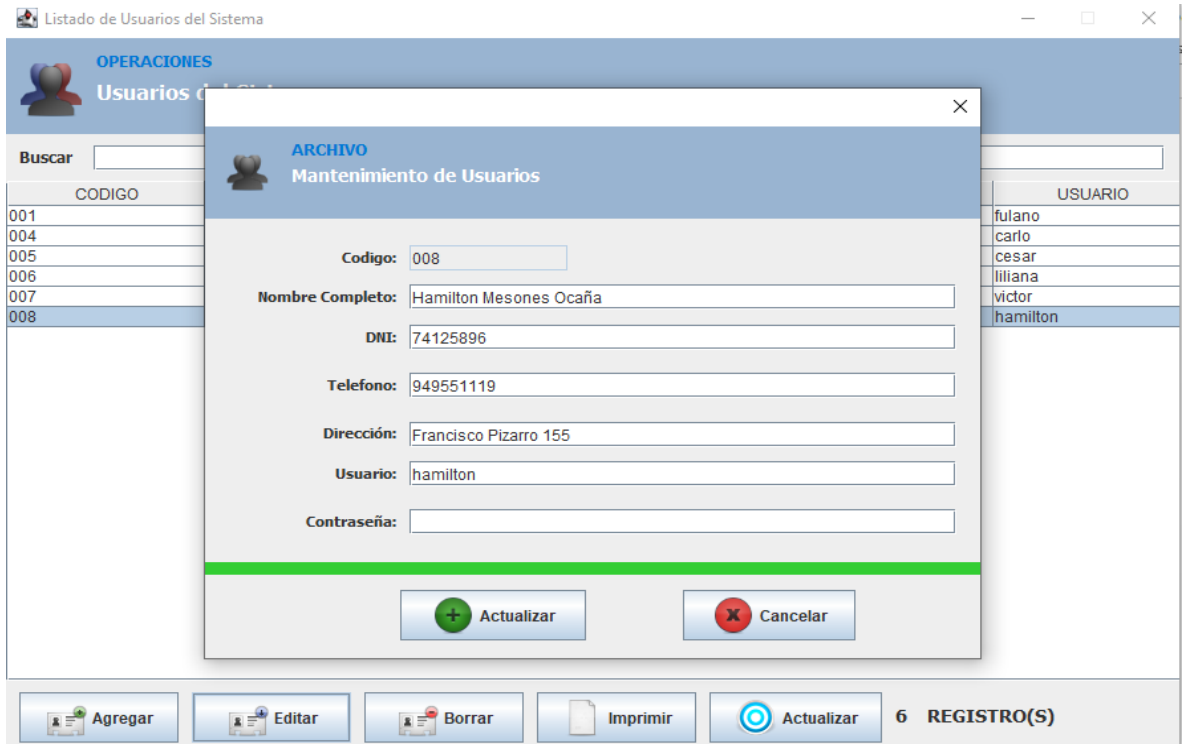 Listado de Usuarios del Sistema
OPERACIONES
Usuarios
Buscar
CODIGO USUARIO
001 fulano
004 carlo
005 cesar
006 liliana
007 victor
008 hamilton
ARCHIVO
Mantenimiento de Usuarios
Codigo: 008
Nombre Completo: Hamilton Mesones Ocaña
DNI: 74125896
Telefono: 949551119
Dirección: Francisco Pizarro 155
Usuario: hamilton
Contraseña:
Actualizar Cancelar
Agregar Editar Borrar Imprimir Actualizar 6 REGISTRO(S)